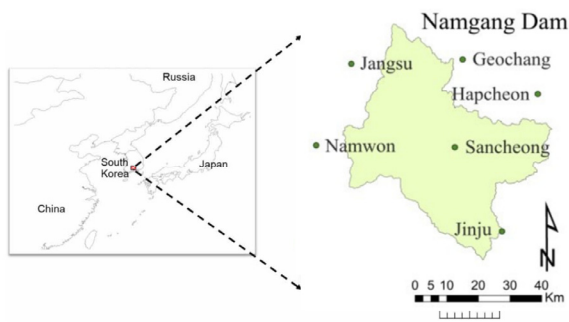 Namgang Dam
Jangsu
Geochang
Hapcheon
Russia
South
Korea
Japan
China
Namwon
Sancheong
Jinju
N
0 5 10 20 30 40
Km